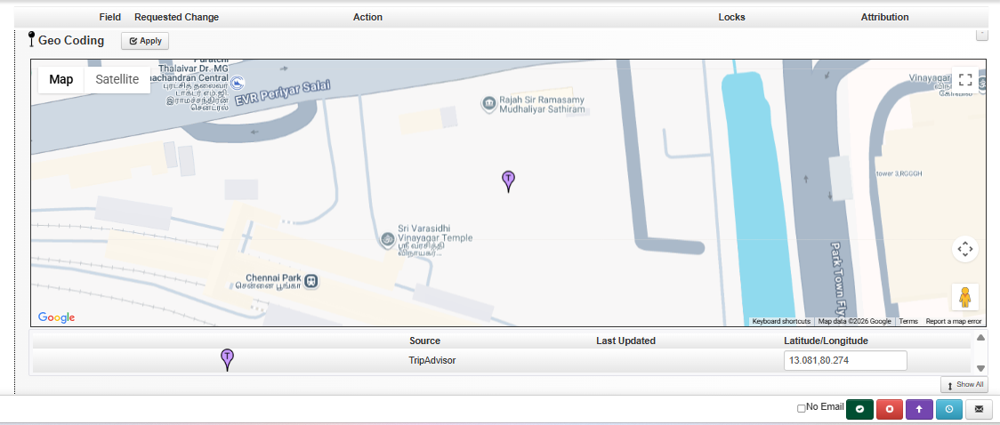 Field Requested Change Action Locks Attribution
Geo Coding Apply
Map Satellite
Thalaivar Dr. MG
achandran Central
புரட்சித் தலைவர்
டாக்டர் எம்.ஜி.
இராமச்சந்திரன்
சென்ட்ரல்
EVR Periyar Salai
Rajah Sir Ramasamy
Mudhaliyar Sathiram
Vinayagar
tower 3,RGGGH
T
Sri Varasidhi
Vinayagar Temple
ஸ்ரீ வரசித்தி
விநாயகர்...
Chennai Park
சென்னை பூங்கா
Park Town Fly
Google
Keyboard shortcuts Map data ©2026 Google Terms Report a map error
Source Last Updated Latitude/Longitude
T TripAdvisor 13.081,80.274
Show All
No Email